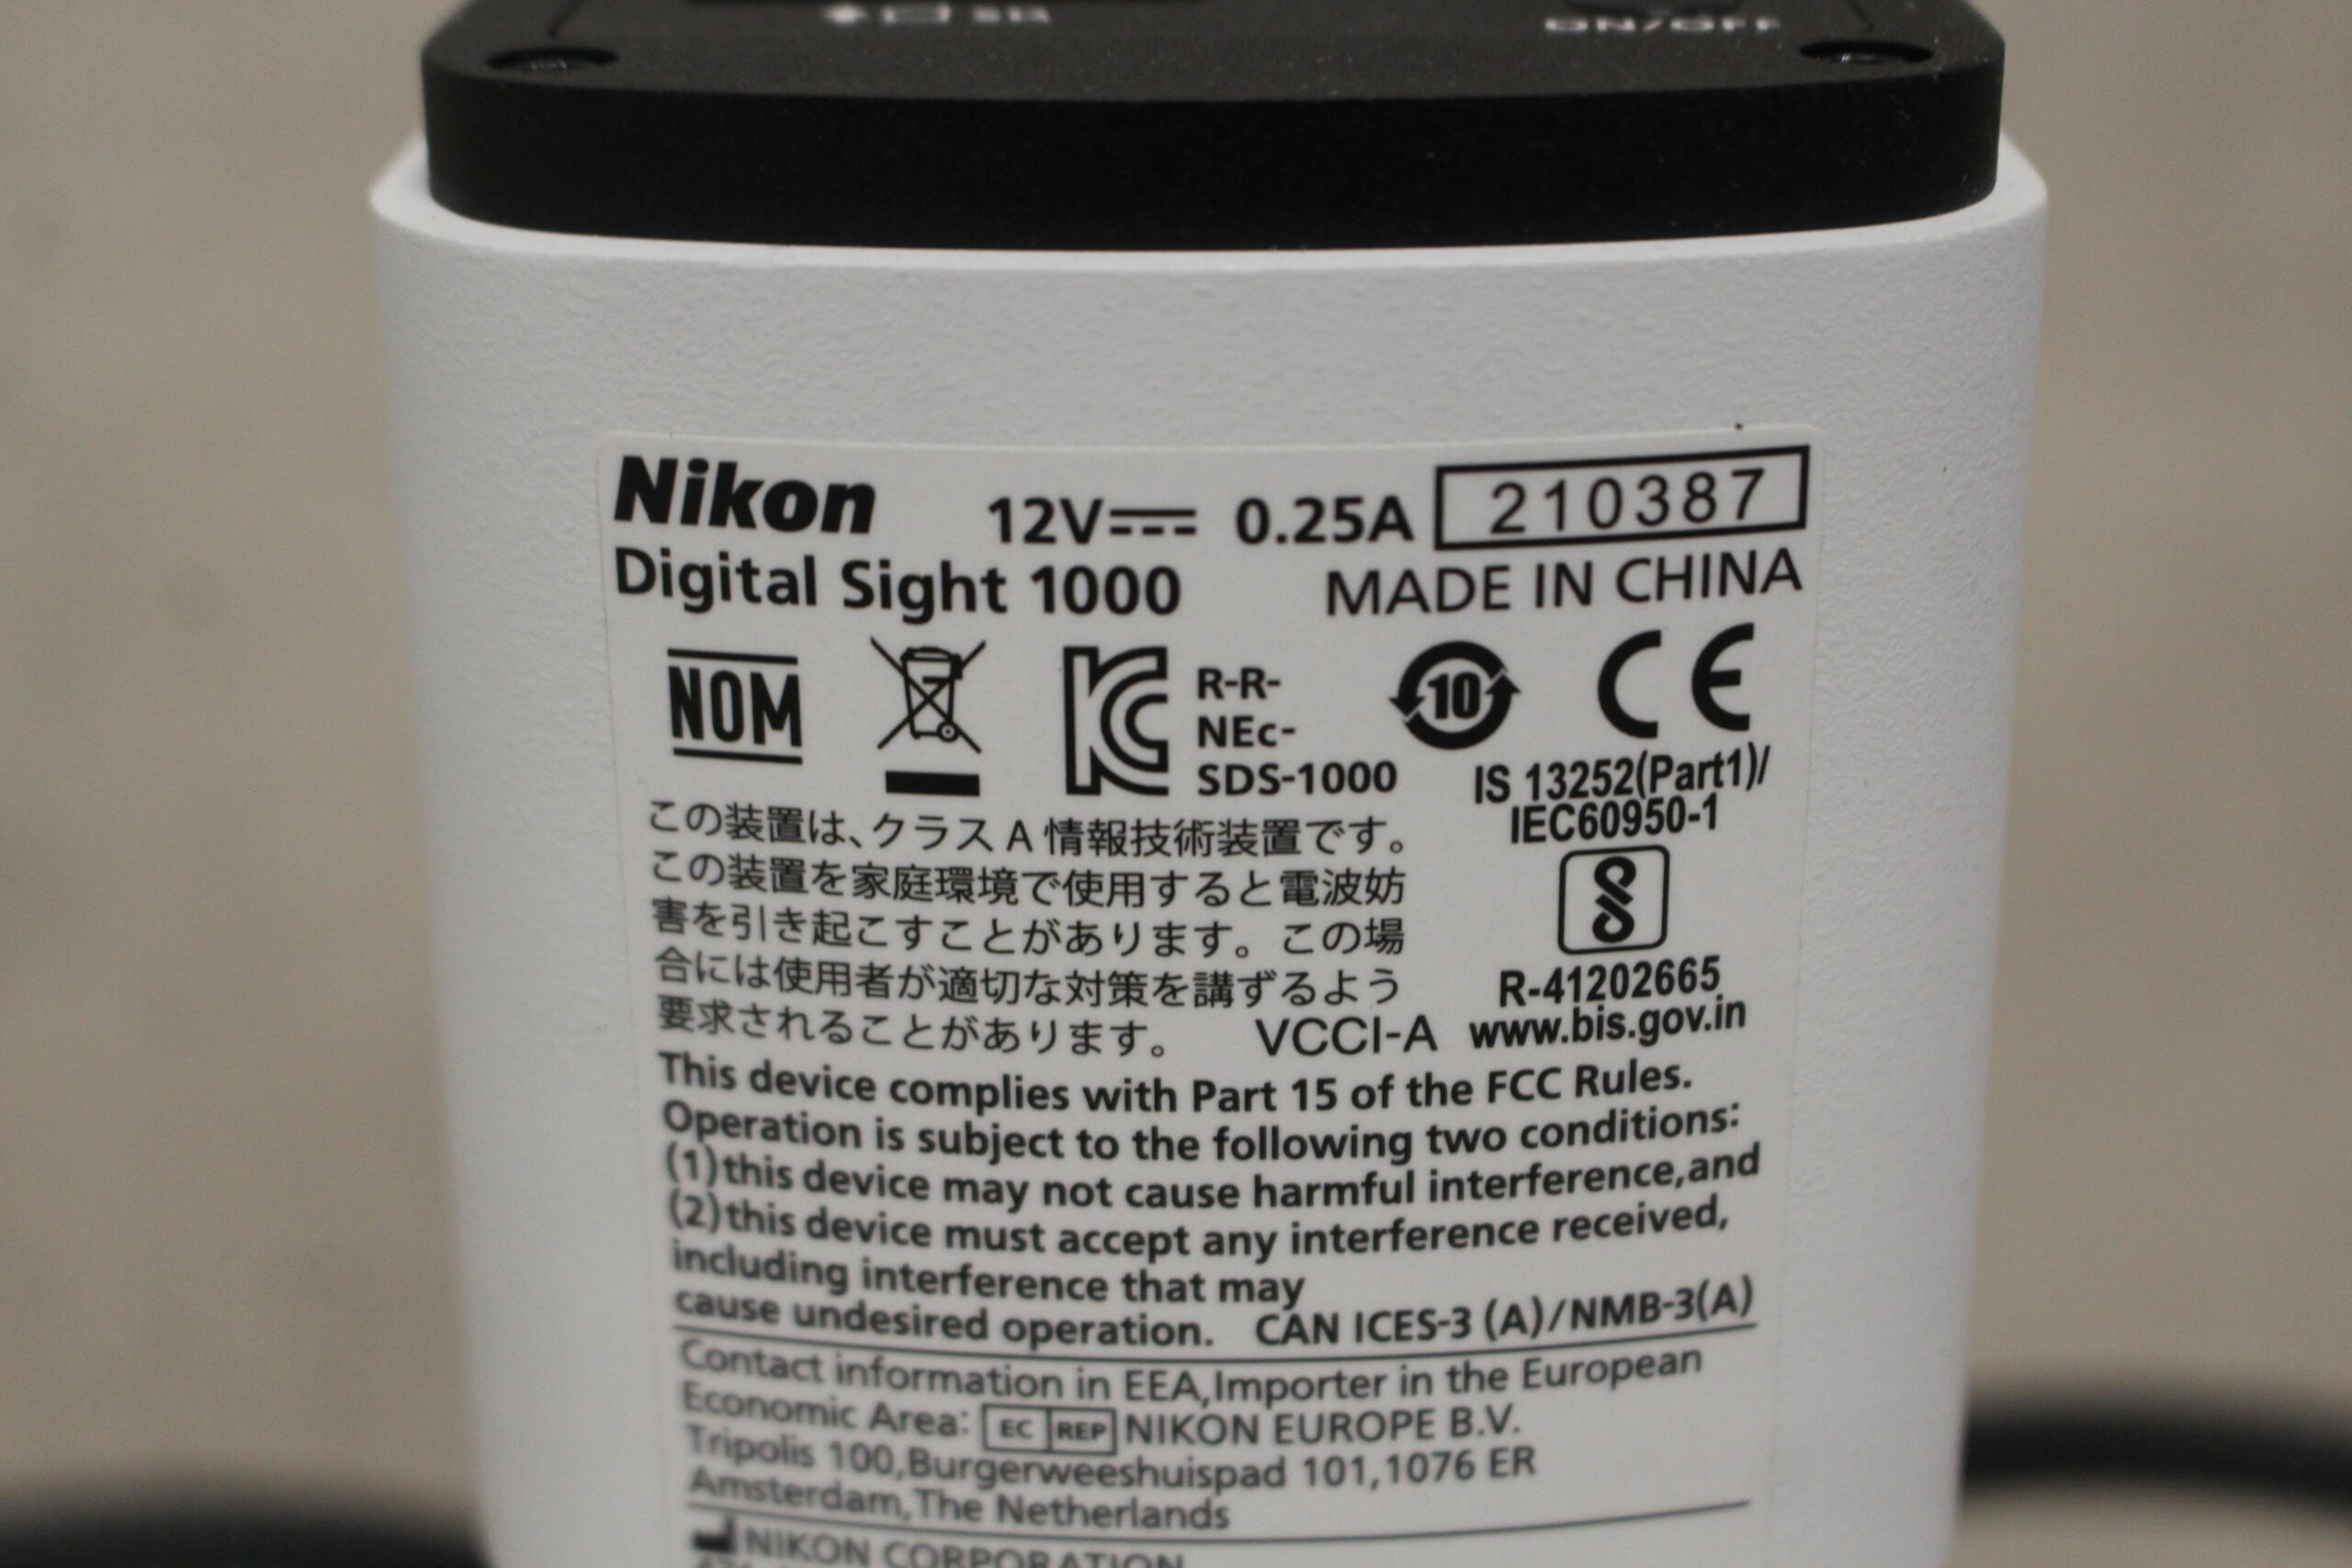 ON/OFF
Nikon 12V 0.25A 210387
Digital Sight 1000 MADE IN CHINA
NOM
R-R-
NEc-
SDS-1000
10
CE
IS 13252(Part1)/
IEC60950-1
R-41202665
www.bis.gov.in
この装置は、クラス A 情報技術装置です。
この装置を家庭環境で使用すると電波妨
害を引き起こすことがあります。この場
合には使用者が適切な対策を講ずるよう
要求されることがあります。 VCCI-A
This device complies with Part 15 of the FCC Rules.
Operation is subject to the following two conditions:
(1)this device may not cause harmful interference,and
(2)this device must accept any interference received,
including interference that may
cause undesired operation. CAN ICES-3 (A)/NMB-3(A)
Contact information in EEA,Importer in the European
Economic Area: EC REP NIKON EUROPE B.V.
Tripolis 100,Burgerweeshuispad 101,1076 ER
Amsterdam,The Netherlands
NIKON CORPORATION